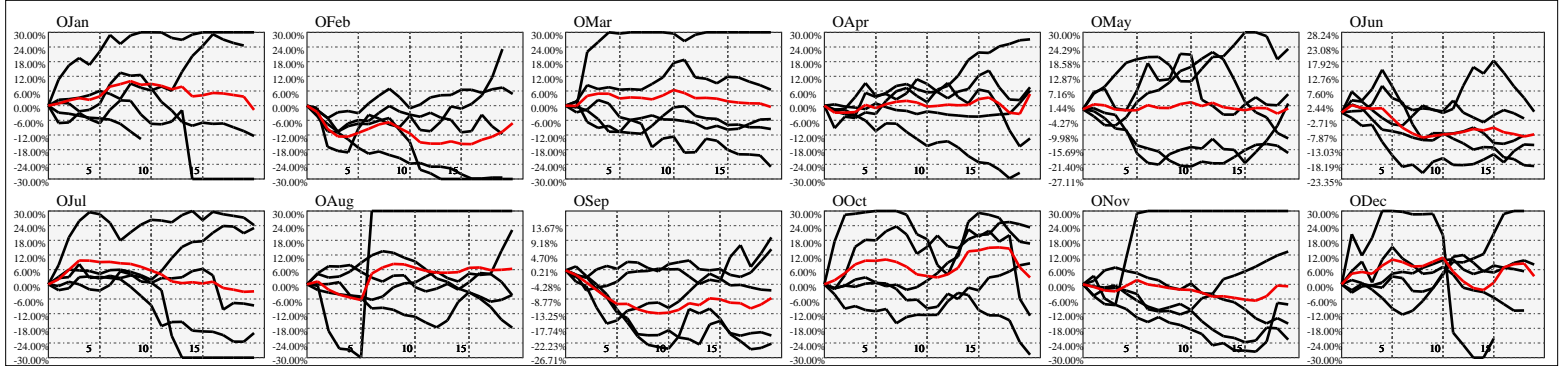 OJan OFeb OMar OApr OMay OJun
30.00% 30.00% 30.00% 30.00% 30.00% 28.24%
24.00% 24.00% 24.00% 24.00% 24.29% 23.08%
18.00% 18.00% 18.00% 18.00% 18.58% 17.92%
12.00% 12.00% 12.00% 12.00% 12.87% 12.76%
6.00% 6.00% 6.00% 6.00% 7.16% 7.60%
0.00% 0.00% 0.00% 0.00% 1.44% 2.44%
-6.00% -6.00% -6.00% -6.00% -4.27% -2.71%
-12.00% -12.00% -12.00% -12.00% -9.98% -7.87%
-18.00% -18.00% -18.00% -18.00% -15.69% -13.03%
-24.00% -24.00% -24.00% -24.00% -21.40% -18.19%
-30.00% -30.00% -30.00% -30.00% -27.11% -23.35%
5 10 15 5 10 15 5 10 15 5 10 15 5 10 15 5 10 15
OJul OAug OSep OOct ONov ODec
30.00% 30.00% 30.00% 30.00% 30.00%
24.00% 24.00% 13.67% 24.00% 24.00% 24.00%
18.00% 18.00% 9.18% 18.00% 18.00% 18.00%
12.00% 12.00% 4.70% 12.00% 12.00% 12.00%
6.00% 6.00% 0.21% 6.00% 6.00% 6.00%
0.00% 0.00% -4.28% 0.00% 0.00% 0.00%
-6.00% -6.00% -8.77% -6.00% -6.00% -6.00%
-12.00% -12.00% -13.25% -12.00% -12.00% -12.00%
-18.00% -18.00% -17.74% -18.00% -18.00% -18.00%
-24.00% -24.00% -22.23% -24.00% -24.00% -24.00%
-30.00% -30.00% -26.71% -30.00% -30.00% -30.00%
5 10 15 5 10 15 5 10 15 5 10 15 5 10 15 5 10 15